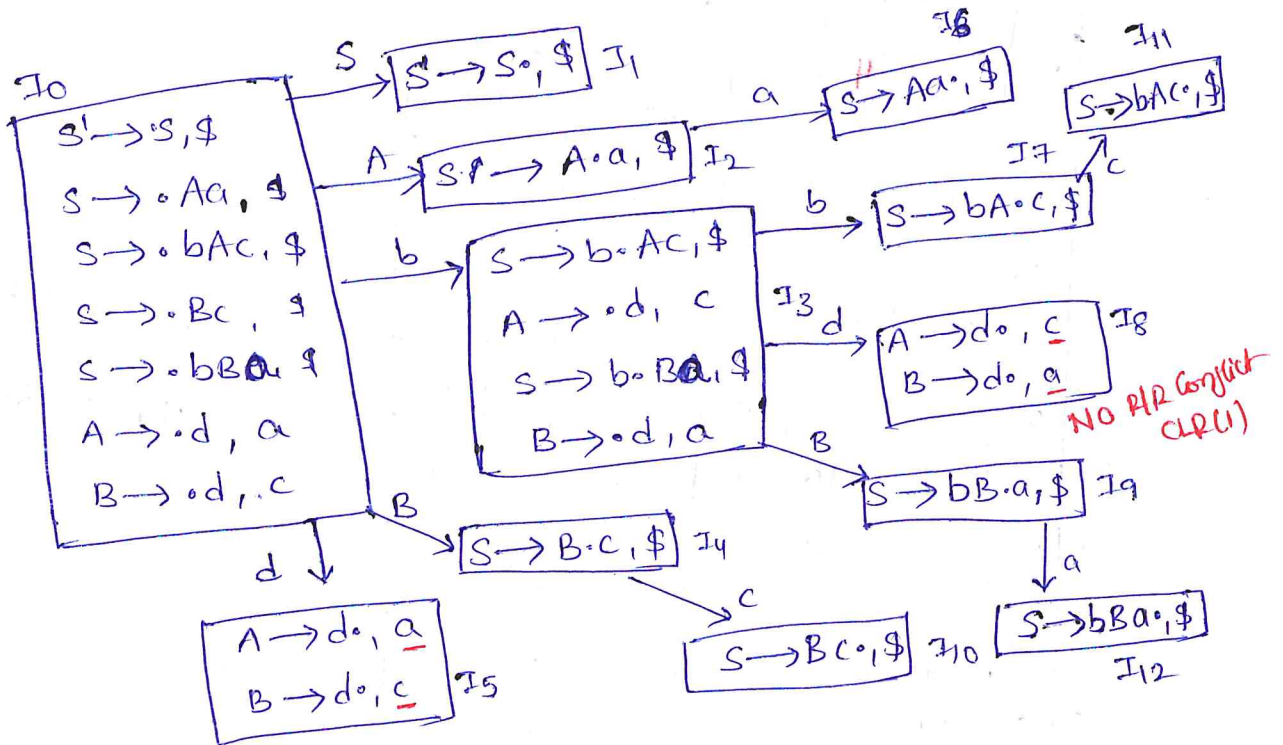 I0
S' → •S, $
S → •Aa, $
S → •bAc, $
S → •Bc, $
S → •bBa, $
A → •d, a
B → •d, c
S
S' → S•, $
I1
A
S' → A•a, $
I2
a
I6
S → Aa•, $
b
S → b•Ac, $
A → •d, c
S → b•Ba, $
B → •d, a
I3
b
I7
S → bA•c, $
c
I11
S → bAc•, $
d
A → d•, c
B → d•, a
I8
NO R/R Conflict
CLR(1)
B
S → bB•a, $
I9
a
S → bBa•, $
I12
B
S → B•c, $
I4
c
S → Bc•, $
I10
d
A → d•, a
B → d•, c
I5